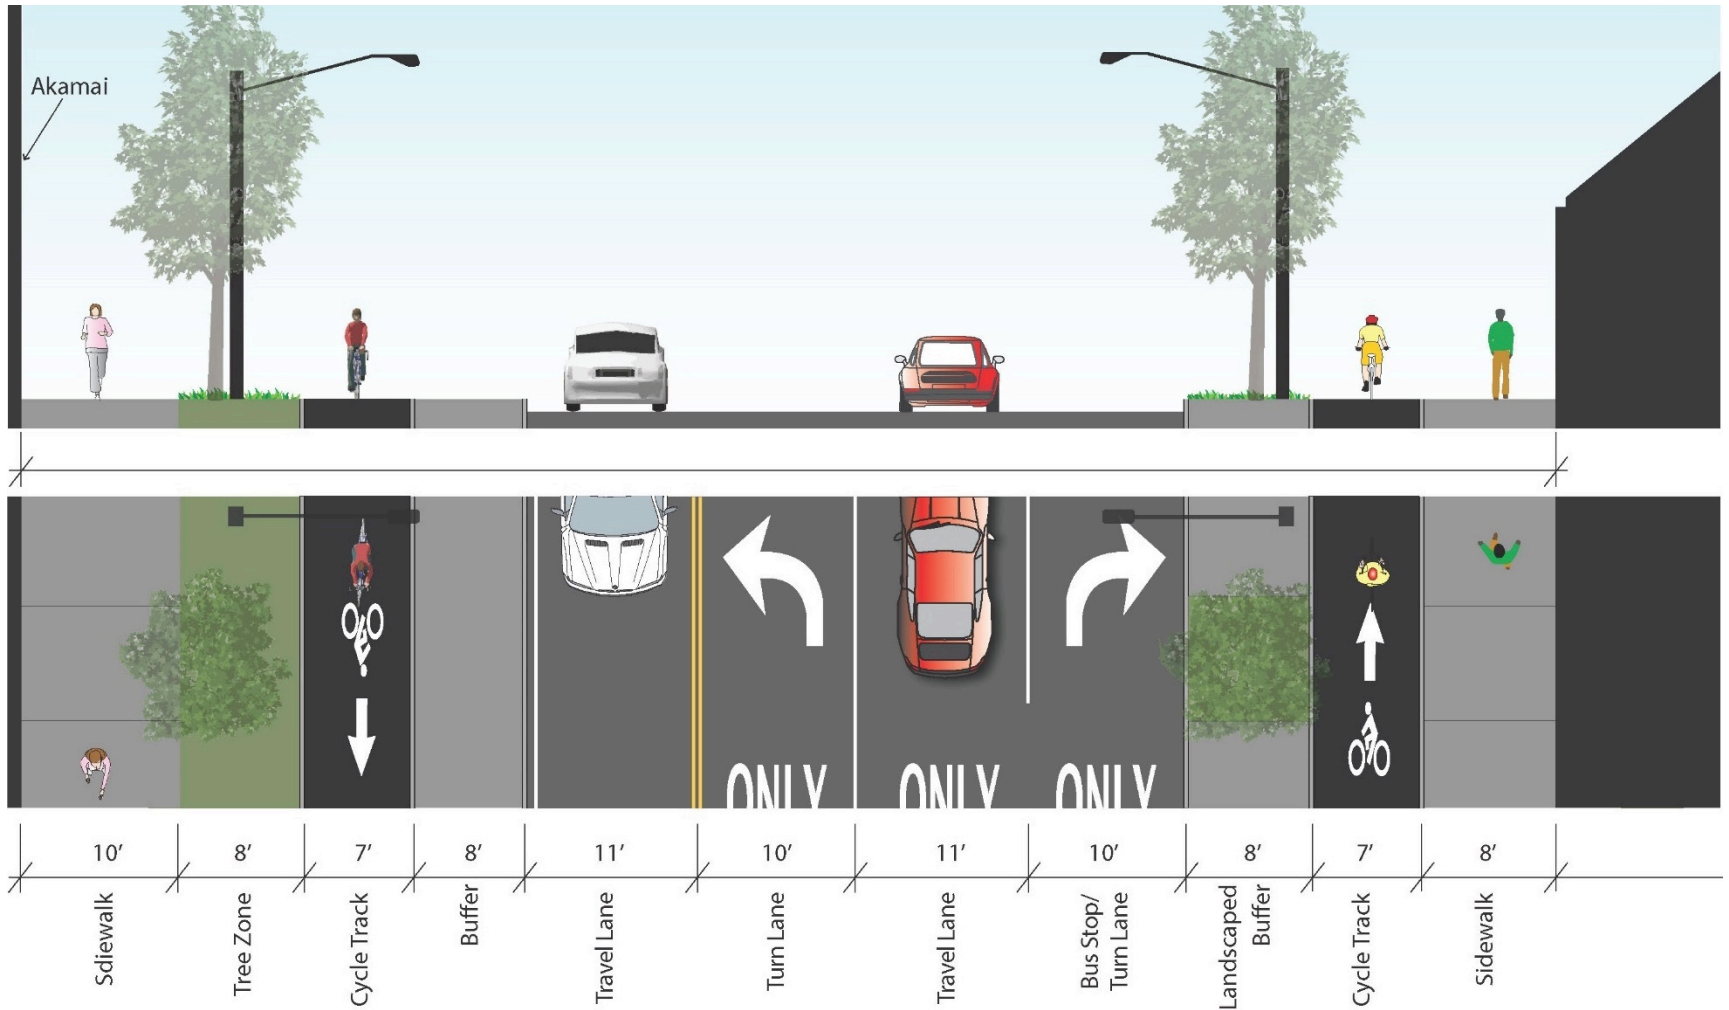 Akamai
ONLY
ONLY
ONLY
10'
8'
7'
8'
11'
10'
11'
10'
8'
7'
8'
Sdiewalk
Tree Zone
Cycle Track
Buffer
Travel Lane
Turn Lane
Travel Lane
Bus Stop/
Turn Lane
Landscaped
Buffer
Cycle Track
Sidewalk